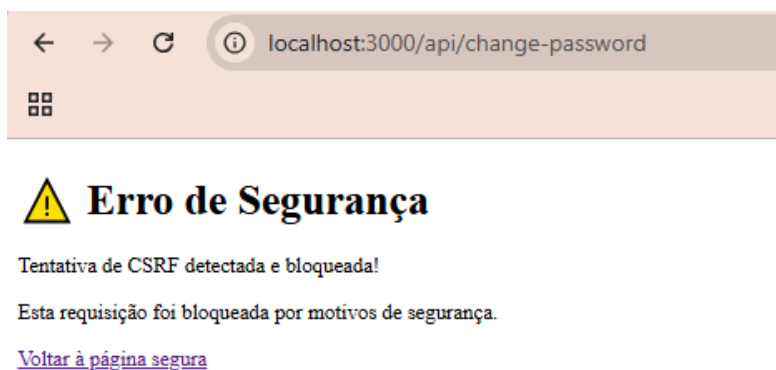 localhost:3000/api/change-password
Erro de Segurança
Tentativa de CSRF detectada e bloqueada!
Esta requisição foi bloqueada por motivos de segurança.
Voltar à página segura